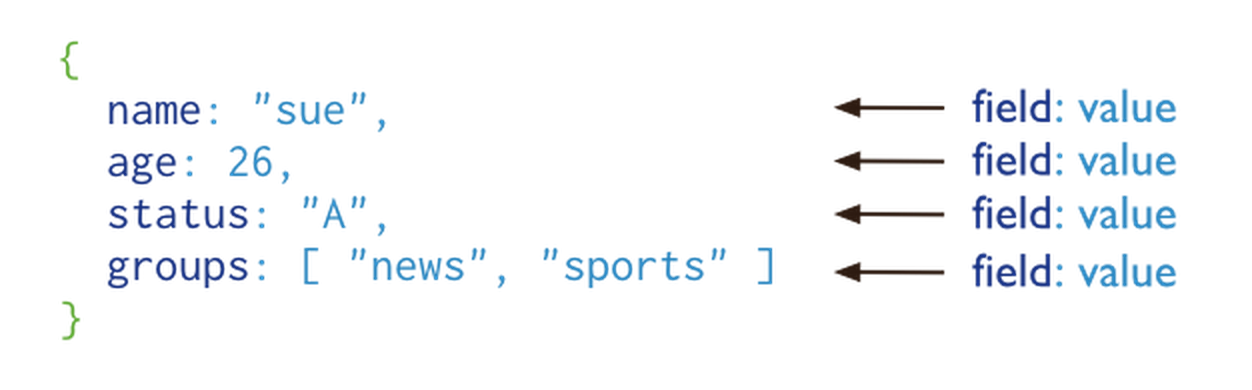 {
name: "sue", field: value
age: 26, field: value
status: "A", field: value
groups: [ "news", "sports" ] field: value
}